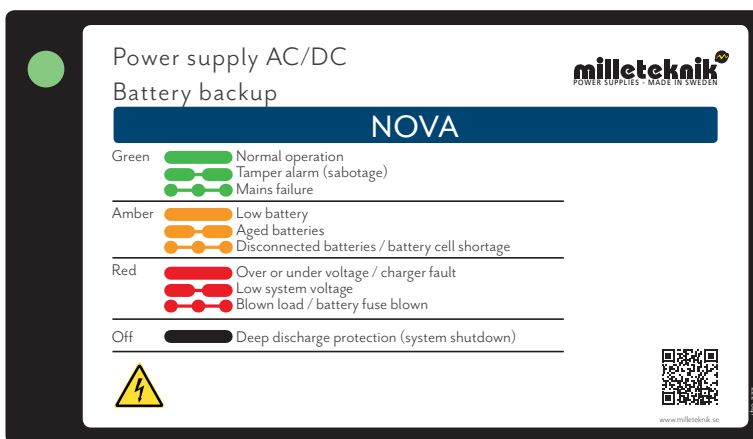 Power supply AC/DC
Battery backup
milleteknik
POWER SUPPLIES - MADE IN SWEDEN
NOVA
Green Normal operation
Tamper alarm (sabotage)
Mains failure
Amber Low battery
Aged batteries
Disconnected batteries / battery cell shortage
Red Over or under voltage / charger fault
Low system voltage
Blown load / battery fuse blown
Off Deep discharge protection (system shutdown)
www.milleteknik.se